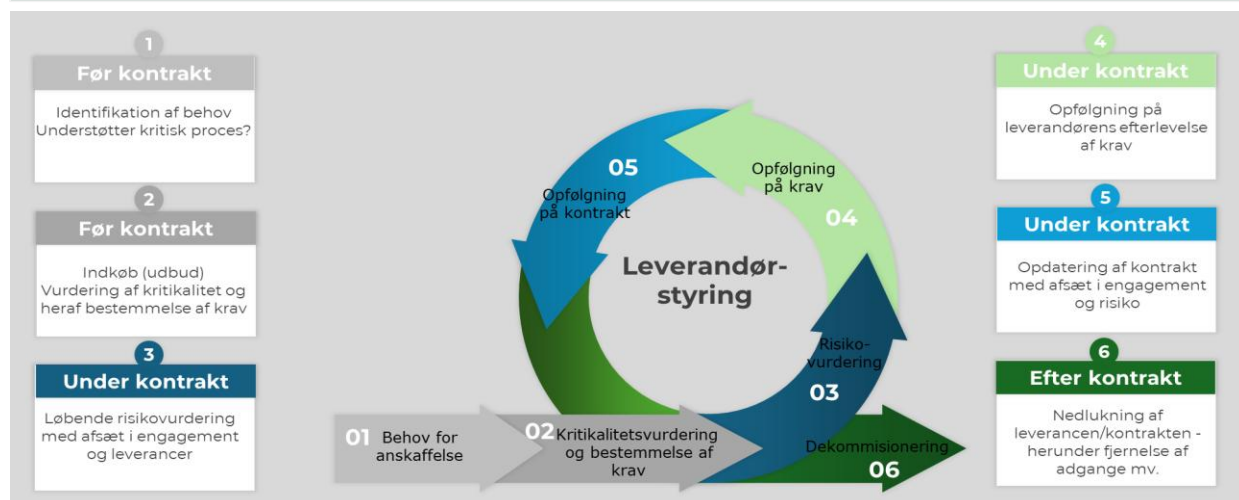 1
Før kontrakt
Identifikation af behov
Understøtter kritisk proces?
2
Før kontrakt
Indkøb (udbud)
Vurdering af kritikalitet og
heraf bestemmelse af krav
3
Under kontrakt
Løbende risikovurdering
med afsæt i engagement
og leverancer
Leverandør-
styring
01 Behov for
anskaffelse
02 Kritikalitetsvurdering
og bestemmelse af
krav
Risiko-
vurdering
03
Opfølgning
på krav
04
05
Opfølgning
på kontrakt
Dekommisionering
06
4
Under kontrakt
Opfølgning på
leverandørens efterlevelse
af krav
5
Under kontrakt
Opdatering af kontrakt
med afsæt i engagement
og risiko
6
Efter kontrakt
Nedlukning af
leverancen/kontrakten -
herunder fjernelse af
adgange mv.